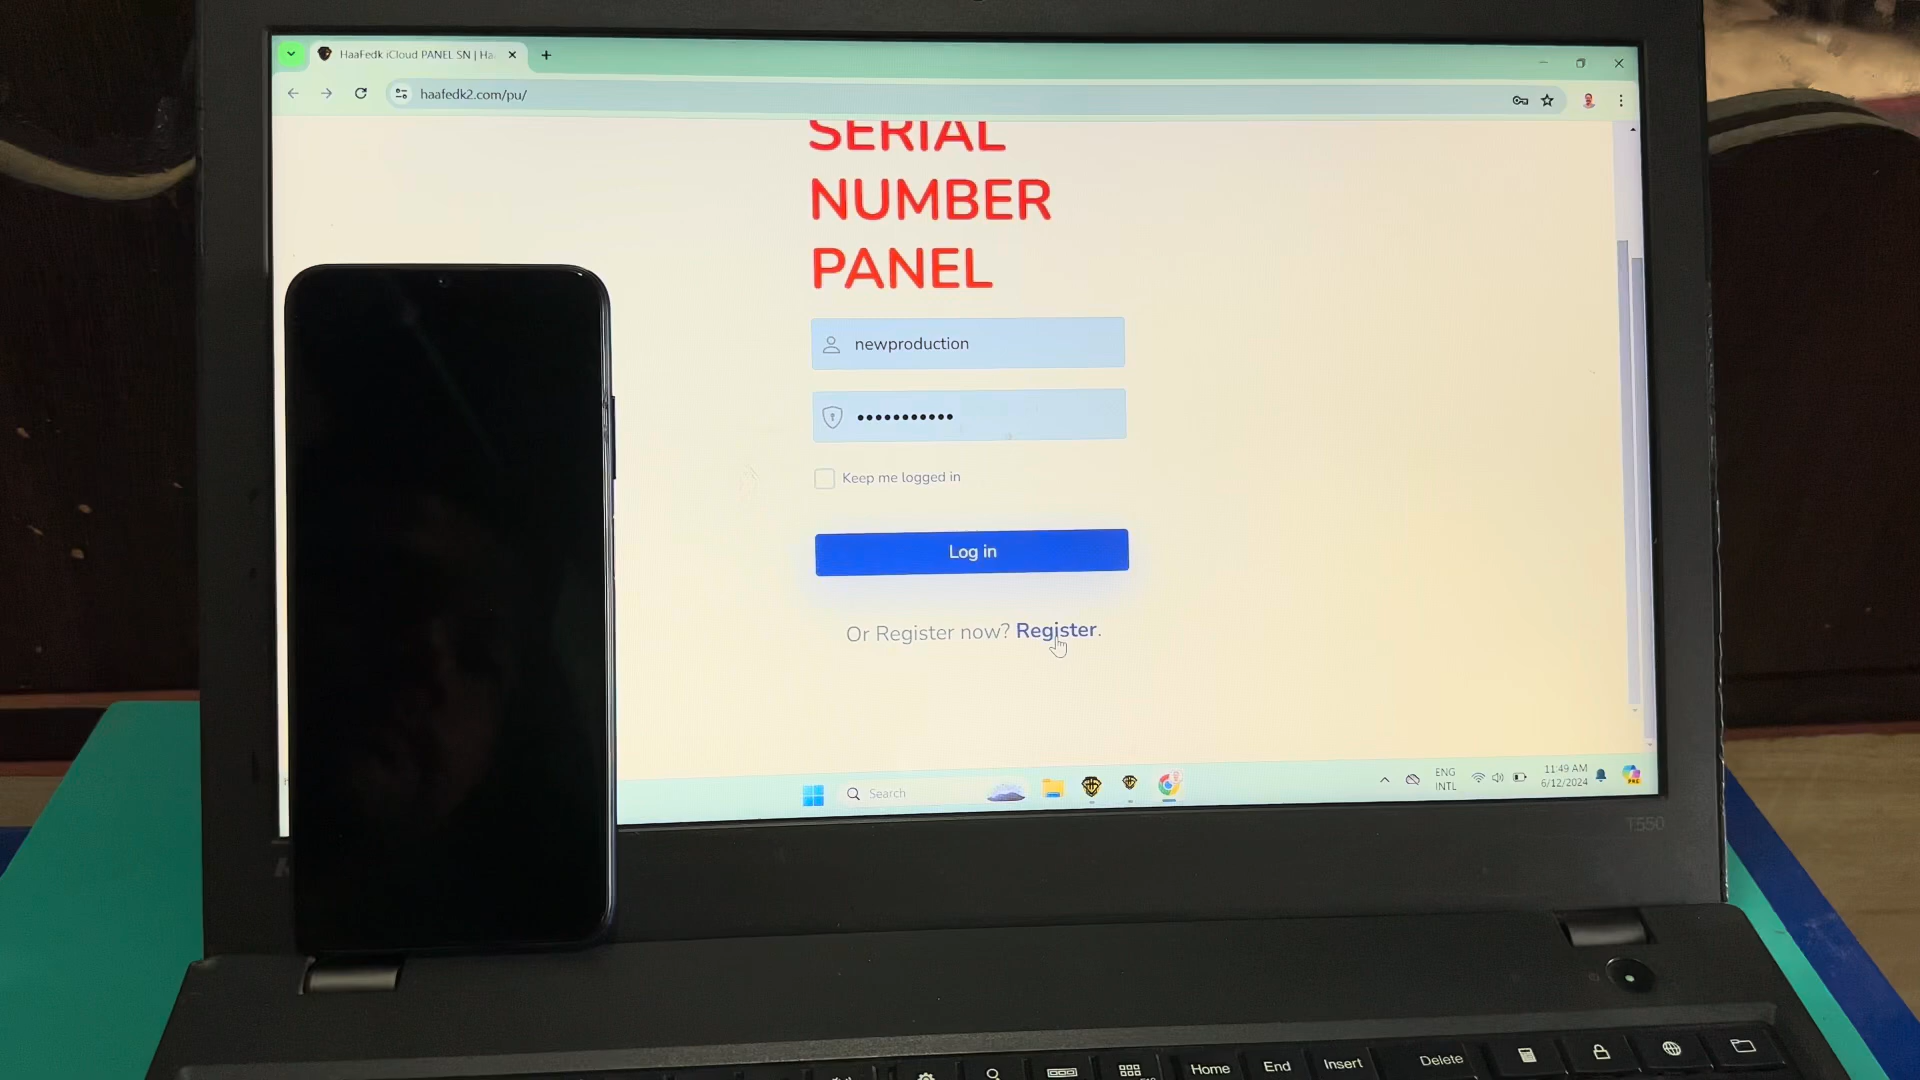 HaaFedk iCloud PANEL SN | Ha
haafedk2.com/pu/
SERIAL
NUMBER
PANEL
newproduction
•••••••••••
Keep me logged in
Log in
Or Register now? Register.
Search
ENG
INTL
11:49 AM
6/12/2024
T550
Home
End
Insert
Delete